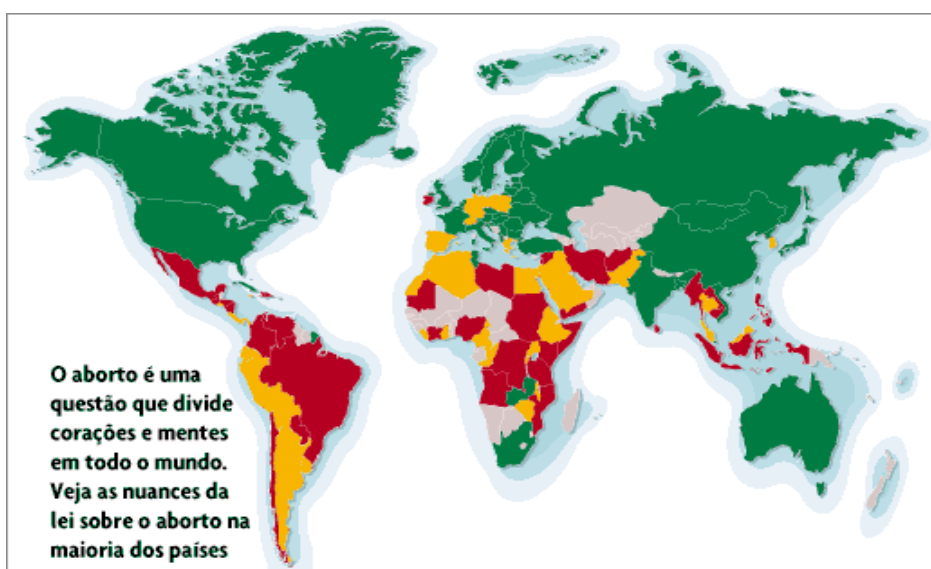 O aborto é uma
questão que divide
corações e mentes
em todo o mundo.
Veja as nuances da
lei sobre o aborto na
maioria dos países